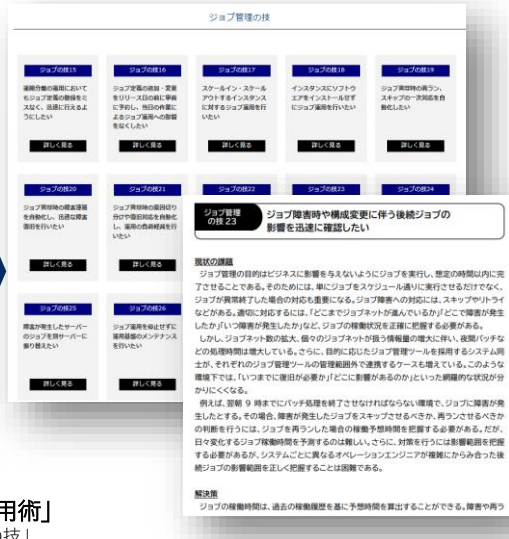 ジョブ管理の技
ジョブの技15
運用分離の運用において
もジョブ定義の登録をミ
スなく、迅速に行えるよ
うにしたい
詳しく見る
ジョブの技16
ジョブ定義の追加・変更
をリリース日の前に事前
に予約し、当日の作業に
よるジョブ運用への影響
をなくしたい
詳しく見る
ジョブの技17
スケールイン・スケール
アウトするインスタンス
に対するジョブ運用を行
いたい
詳しく見る
ジョブの技18
インスタンスにソフトウ
エアをインストールせず
にジョブ運用を行いたい
詳しく見る
ジョブの技19
ジョブ異常時の再ラン、
スキップの一次対応を自
動化したい
詳しく見る
ジョブの技20
ジョブ異常時の障害連絡
を自動化し、迅速な障害
復旧を行いたい
詳しく見る
ジョブの技21
ジョブ異常時の原因切り
分けや復旧対応を自動化
し、運用の負荷軽減を行
いたい
詳しく見る
ジョブの技22
ジョブの技23
ジョブの技24
ジョブの技25
障害が発生したサーバー
のジョブを別サーバーに
振り替えたい
詳しく見る
ジョブの技26
ジョブ運用を停止せずに
運用基盤のメンテナンス
を行いたい
詳しく見る
ジョブ管理
の技 23
ジョブ障害時や構成変更に伴う後続ジョブの
影響を迅速に確認したい
現状の課題
ジョブ管理の目的はビジネスに影響を与えないようにジョブを実行し、想定の時間以内に完
了させることである。そのためには、単にジョブをスケジュール通りに実行させるだけでなく、
ジョブが異常終了した場合の対応も重要になる。ジョブ障害への対応には、スキップやリトライ
などがある。適切に対応するには、「どこまでジョブネットが進んでいるか」「どこで障害が発生
したか」「いつ障害が発生したか」など、ジョブの稼働状況を正確に把握する必要がある。
しかし、ジョブネット数の拡大、個々のジョブネットが扱う情報量の増大に伴い、夜間バッチな
どの処理時間は増大している。さらに、目的に応じたジョブ管理ツールを採用するシステム同
士が、それぞれのジョブ管理ツールの管理範囲外で連携するケースも増えている。このような
環境下では、「いつまでに復旧が必要か」「どこに影響があるのか」といった網羅的な状況が分
かりにくくなる。
例えば、翌朝 9 時までにバッチ処理を終了させなければならない環境で、ジョブに障害が発
生したとする。その場合、障害が発生したジョブをスキップさせるべきか、再ランさせるべきか
の判断を行うには、ジョブを再ランした場合の稼働予想時間を把握する必要がある。だが、
日々変化するジョブ稼働時間を予測するのは難しい。さらに、対策を行うには影響範囲を把握
する必要があるが、システムごとに異なるオペレーションエンジニアが複雑にからみ合った後
続ジョブの影響範囲を正しく把握することは困難である。
解決策
ジョブの稼働時間は、過去の稼働履歴を基に予想時間を算出することができる。障害や再ラ
用術」
の技」